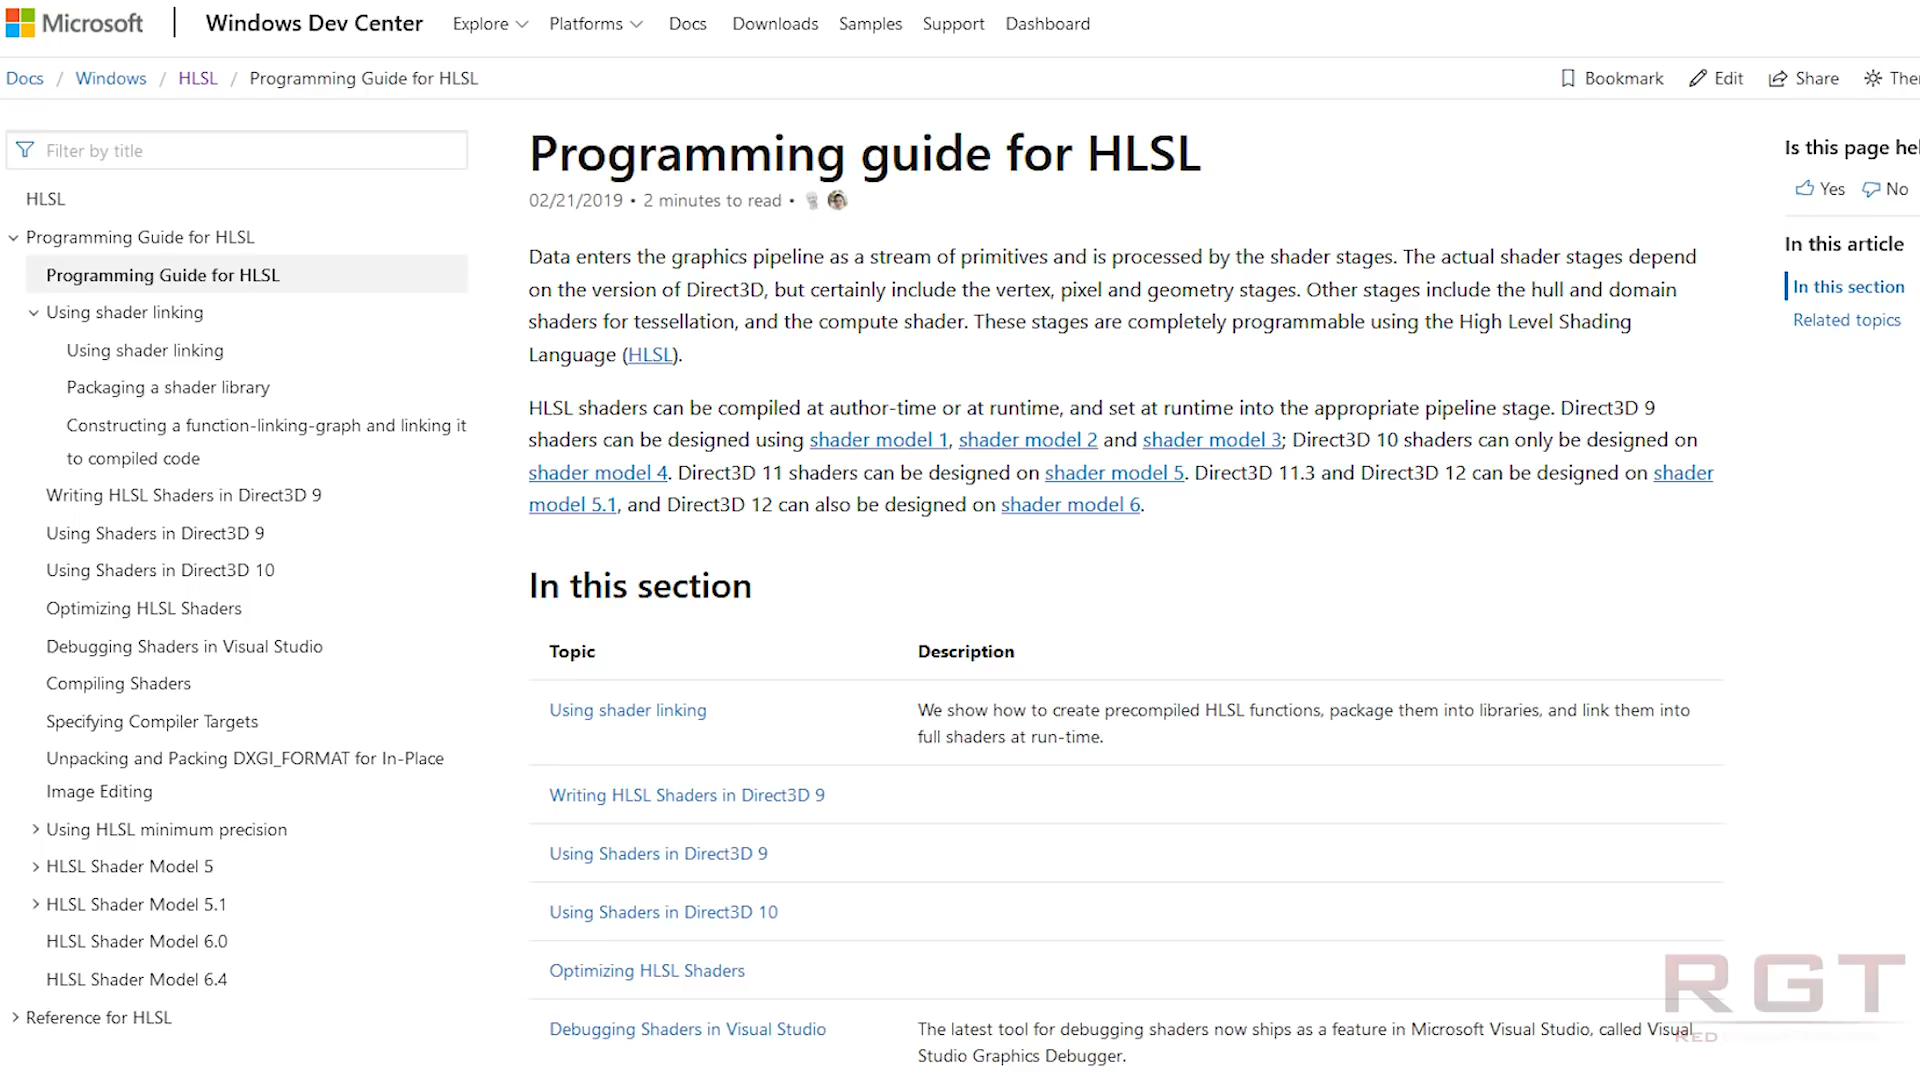 Microsoft
Windows Dev Center
Explore
Platforms
Docs
Downloads
Samples
Support
Dashboard
Docs / Windows / HLSL / Programming Guide for HLSL
Bookmark
Edit
Share
Filter by title
HLSL
Programming Guide for HLSL
Programming Guide for HLSL
Using shader linking
Using shader linking
Packaging a shader library
Constructing a function-linking-graph and linking it
to compiled code
Writing HLSL Shaders in Direct3D 9
Using Shaders in Direct3D 9
Using Shaders in Direct3D 10
Optimizing HLSL Shaders
Debugging Shaders in Visual Studio
Compiling Shaders
Specifying Compiler Targets
Unpacking and Packing DXGI_FORMAT for In-Place
Image Editing
Using HLSL minimum precision
HLSL Shader Model 5
HLSL Shader Model 5.1
HLSL Shader Model 6.0
HLSL Shader Model 6.4
Reference for HLSL
Programming guide for HLSL
02/21/2019 • 2 minutes to read •
Data enters the graphics pipeline as a stream of primitives and is processed by the shader stages. The actual shader stages depend
on the version of Direct3D, but certainly include the vertex, pixel and geometry stages. Other stages include the hull and domain
shaders for tessellation, and the compute shader. These stages are completely programmable using the High Level Shading
Language (HLSL).
HLSL shaders can be compiled at author-time or at runtime, and set at runtime into the appropriate pipeline stage. Direct3D 9
shaders can be designed using shader model 1, shader model 2 and shader model 3; Direct3D 10 shaders can only be designed on
shader model 4. Direct3D 11 shaders can be designed on shader model 5. Direct3D 11.3 and Direct3D 12 can be designed on shader
model 5.1, and Direct3D 12 can also be designed on shader model 6.
In this section
Topic Description
Using shader linking
We show how to create precompiled HLSL functions, package them into libraries, and link them into
full shaders at run-time.
Writing HLSL Shaders in Direct3D 9
Using Shaders in Direct3D 9
Using Shaders in Direct3D 10
Optimizing HLSL Shaders
Debugging Shaders in Visual Studio
The latest tool for debugging shaders now ships as a feature in Microsoft Visual Studio, called Visual
Studio Graphics Debugger.
Is this page
Yes
No
In this article
In this section
Related topics
RGT
RED